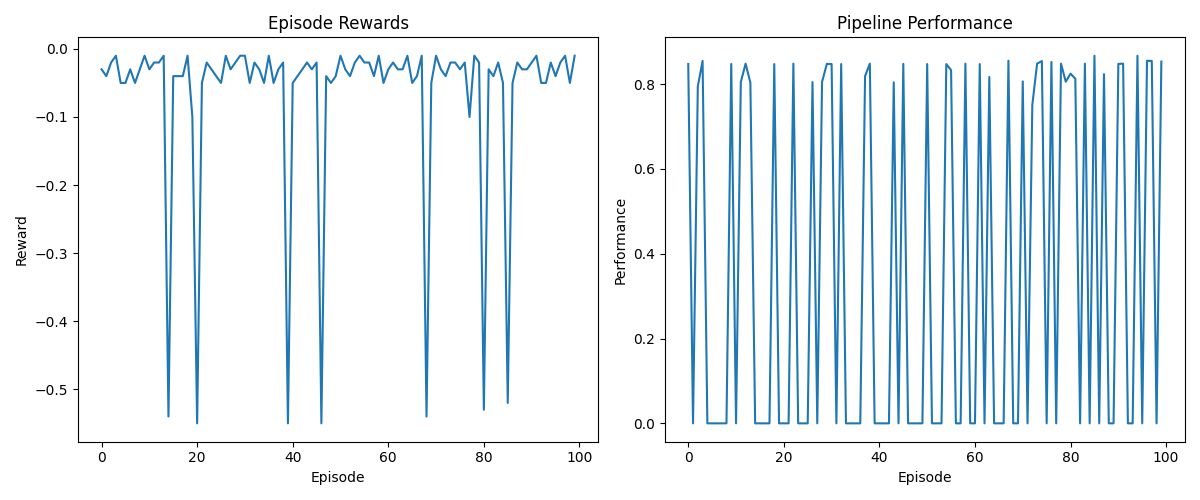 Episode Rewards
0.0
−0.1
−0.2
−0.3
−0.4
−0.5
Reward
0 20 40 60 80 100
Episode
Pipeline Performance
0.8
0.6
0.4
0.2
0.0
Performance
0 20 40 60 80 100
Episode